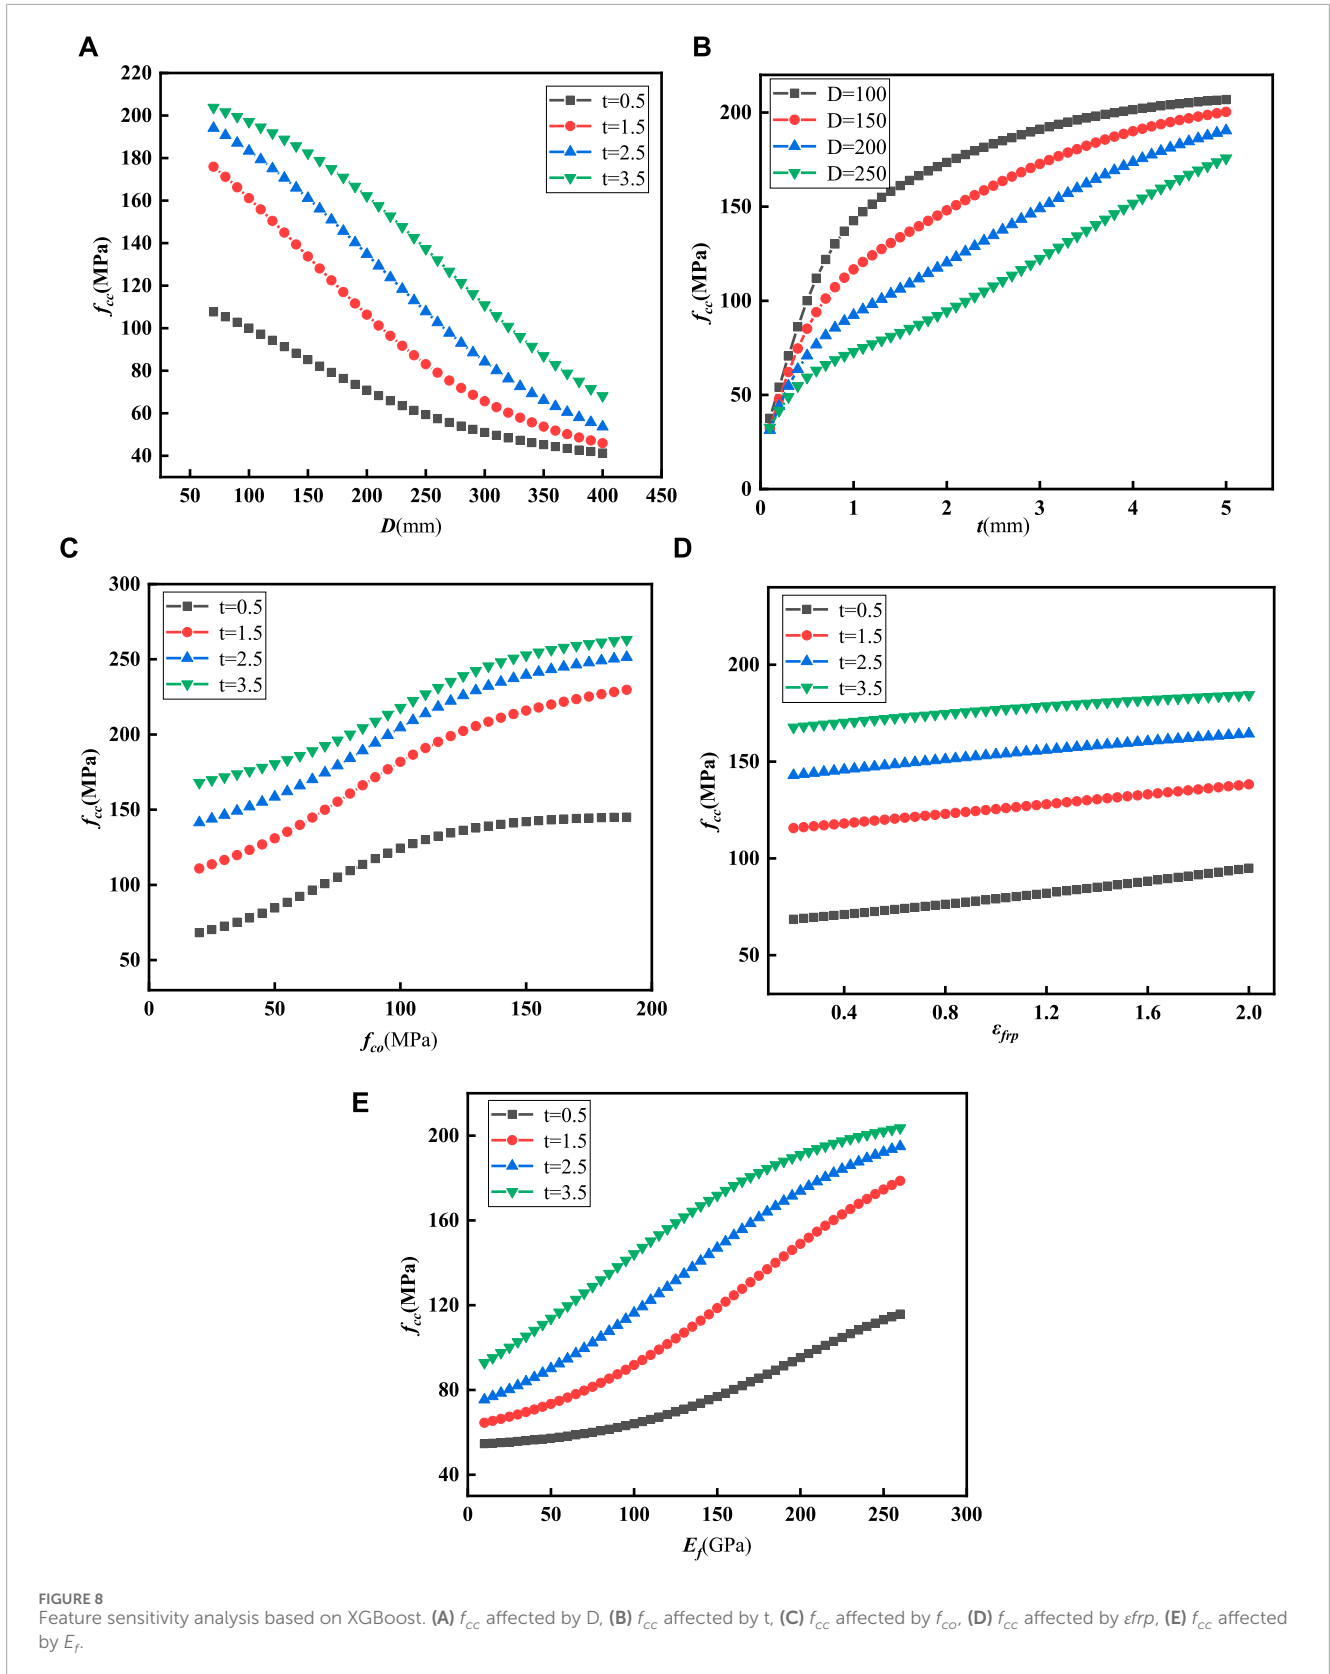 A
220
200
180
160
140
120
100
80
60
40
fcc(MPa)
t=0.5
t=1.5
t=2.5
t=3.5
50 100 150 200 250 300 350 400 450
D(mm)
B
200
150
100
50
0
fcc(MPa)
D=100
D=150
D=200
D=250
0 1 2 3 4 5
t(mm)
C
300
250
200
150
100
50
fcc(MPa)
t=0.5
t=1.5
t=2.5
t=3.5
0 50 100 150 200
fco(MPa)
D
200
150
100
50
fcc(MPa)
t=0.5
t=1.5
t=2.5
t=3.5
0.4 0.8 1.2 1.6 2.0
εfrp
E
200
160
120
80
40
fcc(MPa)
t=0.5
t=1.5
t=2.5
t=3.5
0 50 100 150 200 250 300
Ef(GPa)
FIGURE 8
Feature sensitivity analysis based on XGBoost. (A) fcc affected by D, (B) fcc affected by t, (C) fcc affected by fco, (D) fcc affected by εfrp, (E) fcc affected
by Ef.